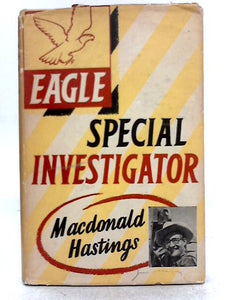 EAGLE
SPECIAL
INVESTIGATOR
Macdonald
Hastings